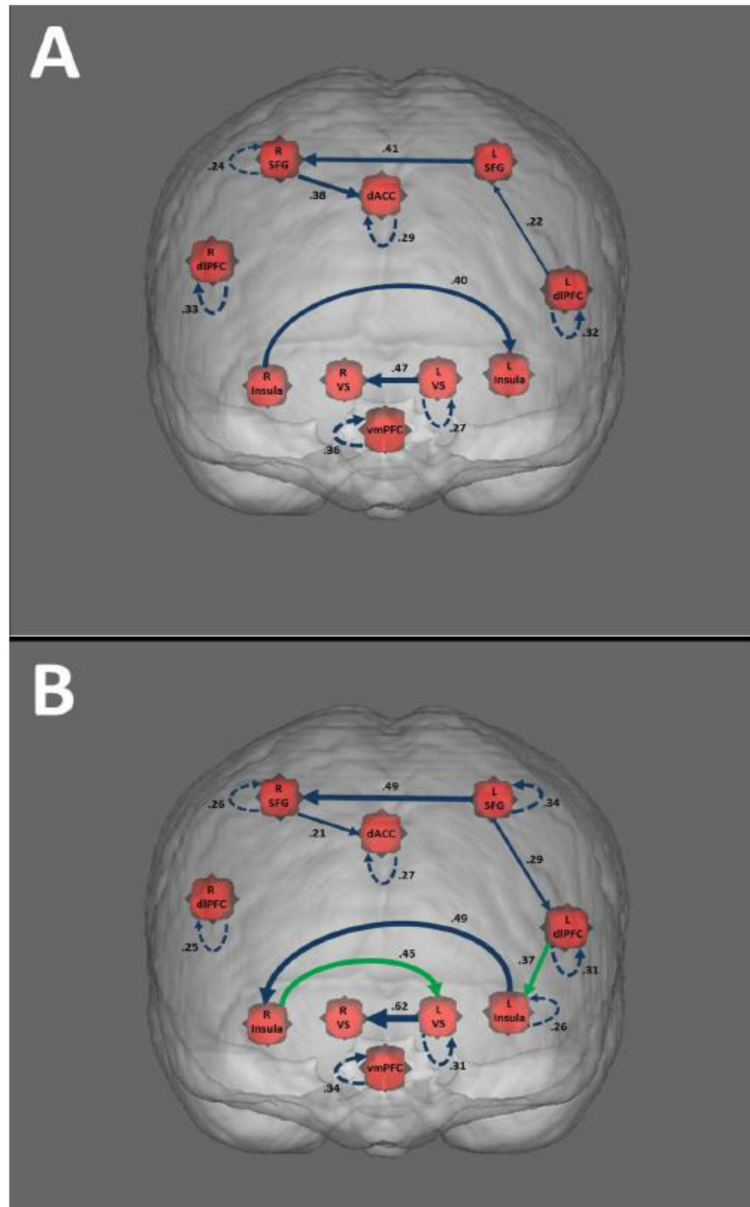 A
R
SFG
.24
.41
L
SFG
.38
dACC
.29
.22
R
dlPFC
.33
L
dlPFC
.32
.40
R
Insula
R
VS
.47
L
VS
L
Insula
.27
vmPFC
.36
B
R
SFG
.26
.49
L
SFG
.34
.21
dACC
.27
.29
R
dlPFC
.25
L
dlPFC
.31
.49
.45
.37
R
Insula
R
VS
.62
L
VS
L
Insula
.26
.31
vmPFC
.34